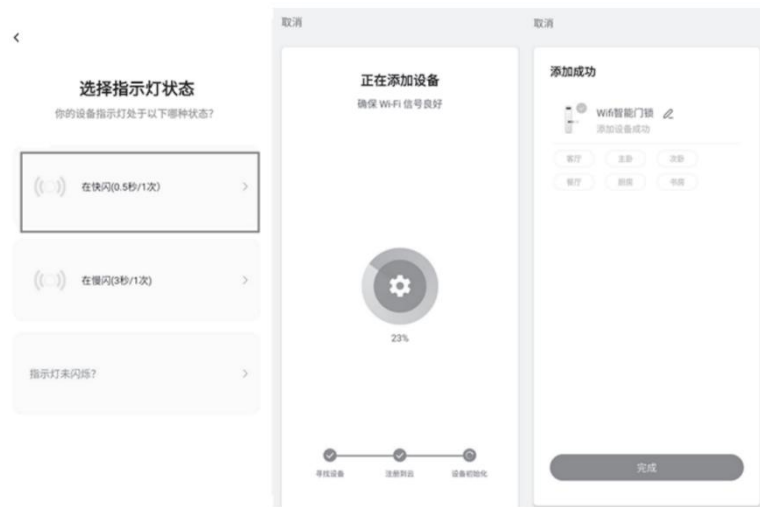 选择指示灯状态
你的设备指示灯处于以下哪种状态?
在快闪(0.5秒/1次)
在慢闪(3秒/1次)
指示灯未闪烁?
取消
正在添加设备
确保 Wi-Fi 信号良好
23%
寻找设备 注册到云 设备初始化
取消
添加成功
Wifi智能门锁
添加设备成功
客厅 主卧 次卧
餐厅 厨房 书房
完成